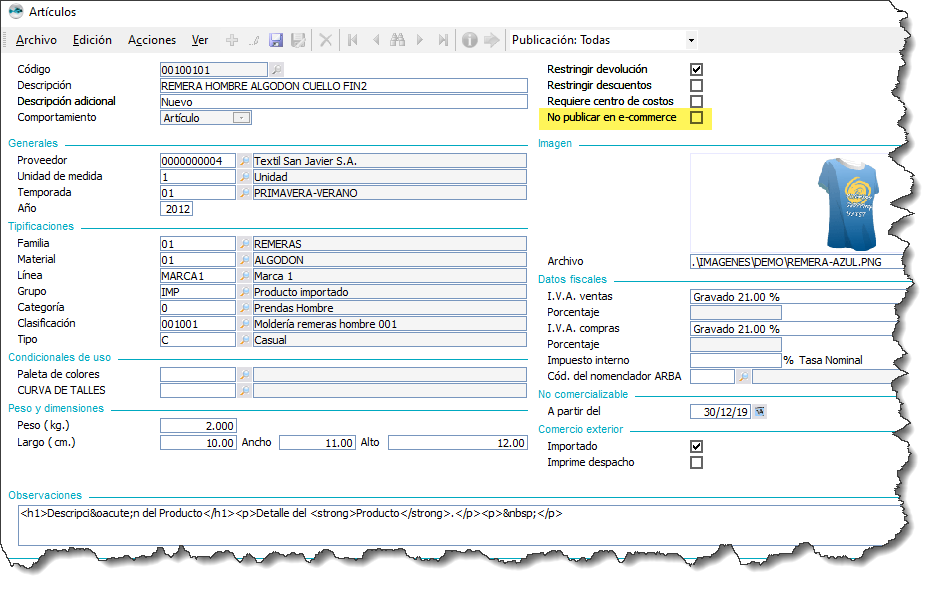 Artículos
Archivo Edición Acciones Ver Publicación: Todas
Código 00100101
Descripción REMERA HOMBRE ALGODON CUELLO FIN2
Descripción adicional Nuevo
Comportamiento Artículo
Restringir devolución
Restringir descuentos
Requiere centro de costos
No publicar en e-commerce
Generales
Proveedor 0000000004 Textil San Javier S.A.
Unidad de medida 1 Unidad
Temporada 01 PRIMAVERA-VERANO
Año 2012
Tipificaciones
Familia 01 REMERAS
Material 01 ALGODON
Línea MARCA1 Marca 1
Grupo IMP Producto importado
Categoría 0 Prendas Hombre
Clasificación 001001 Moldería remeras hombre 001
Tipo C Casual
Condicionales de uso
Paleta de colores
CURVA DE TALLES
Peso y dimensiones
Peso ( kg.) 2.000
Largo ( cm.) 10.00 Ancho 11.00 Alto 12.00
Imagen
Archivo .\IMAGENES\DEMO\REMERA-AZUL.PNG
Datos fiscales
I.V.A. ventas Gravado 21.00 %
Porcentaje
I.V.A. compras Gravado 21.00 %
Porcentaje
Impuesto interno % Tasa Nominal
Cód. del nomenclador ARBA
No comercializable
A partir del 30/12/19
Comercio exterior
Importado
Imprime despacho
Observaciones
<h1>Descripci&oacute;n del Producto</h1><p>Detalle del <strong>Producto</strong>.</p><p>&nbsp;</p>